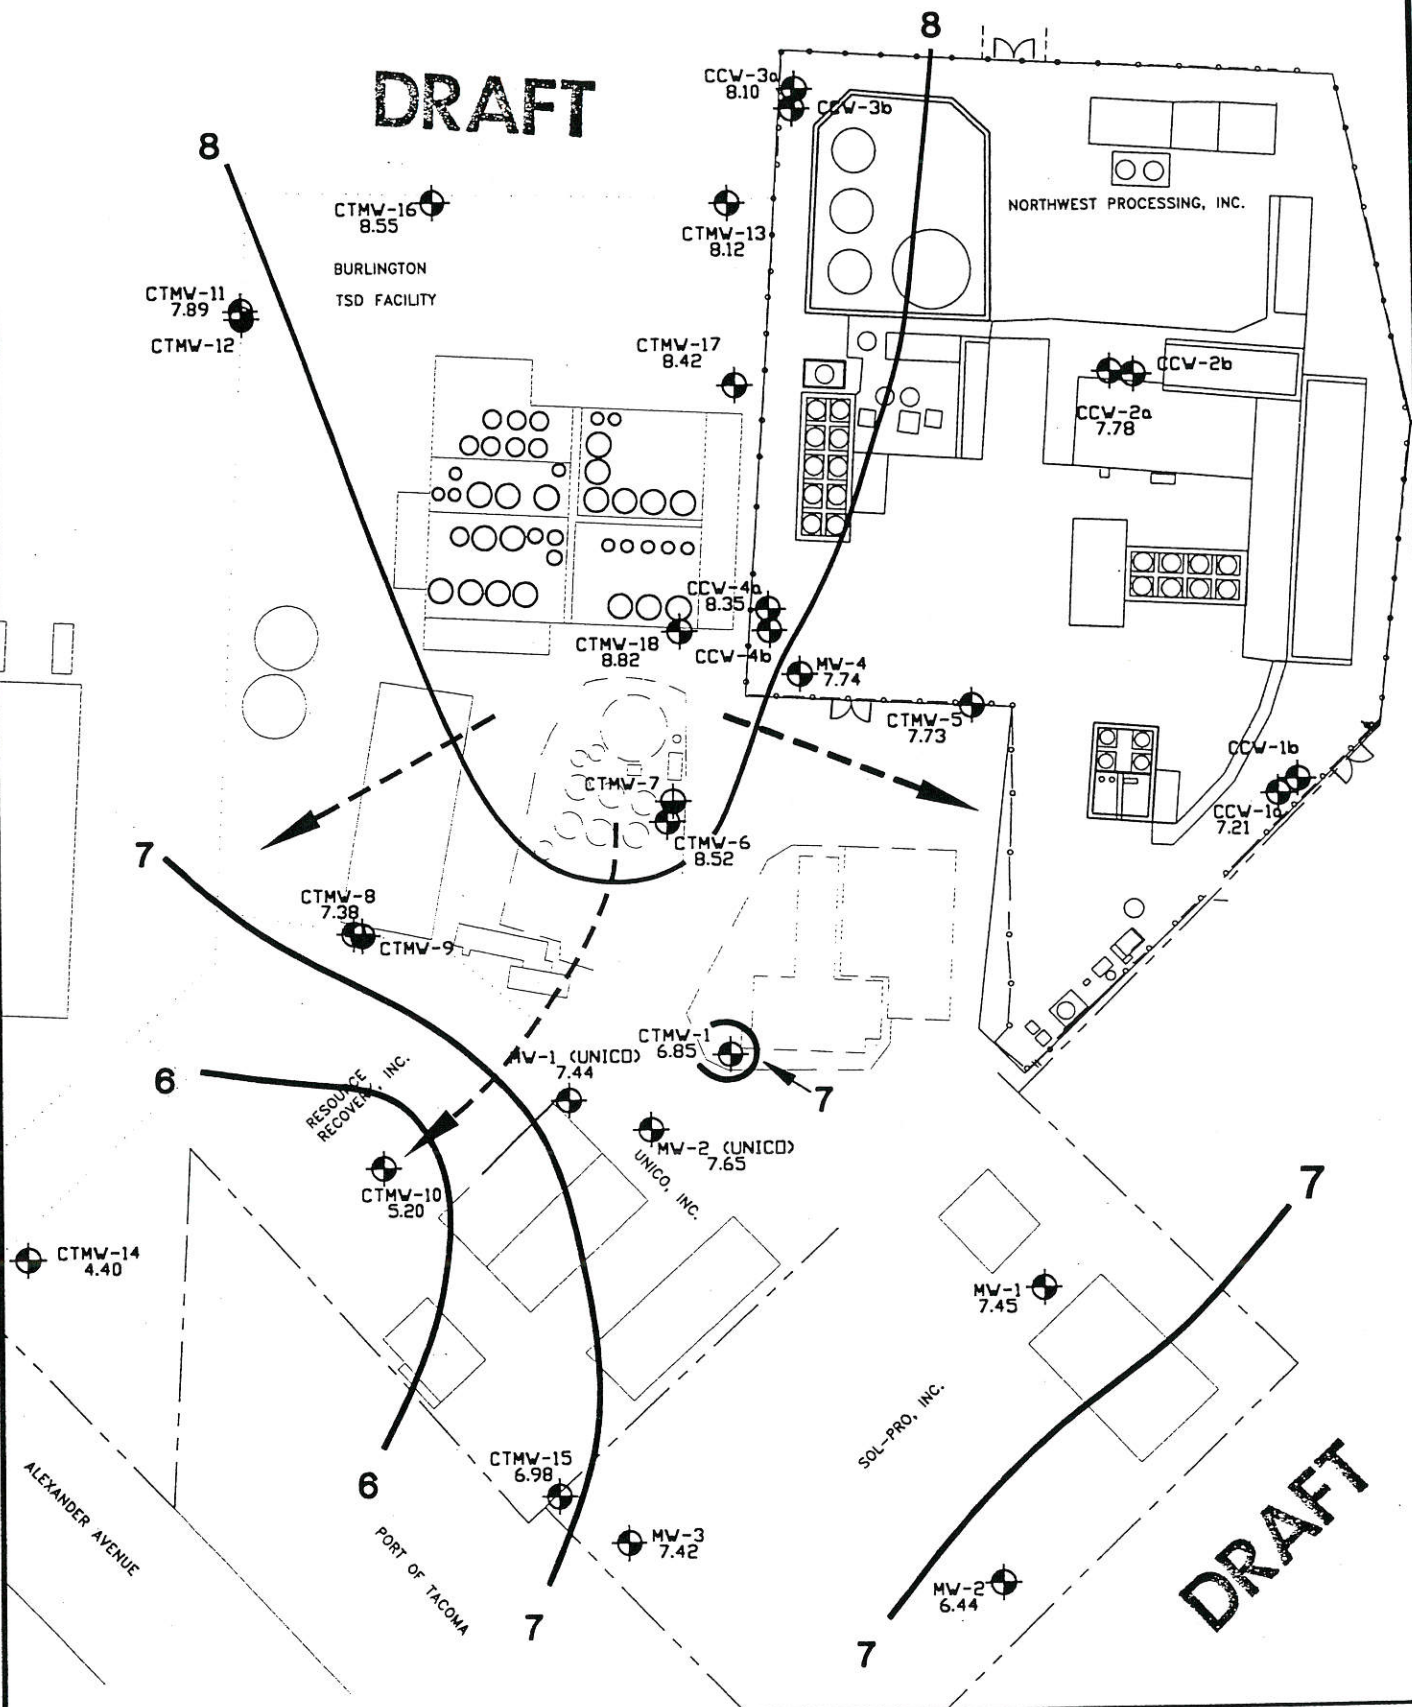 8
DRAFT
CCW-3a
8.10
CCW-3b
8
CTMW-16
8.55
CTMW-13
8.12
NORTHWEST PROCESSING, INC.
BURLINGTON
TSD FACILITY
CTMW-11
7.89
CTMW-12
CTMW-17
8.42
CCW-2b
CCW-2a
7.78
CCW-4a
8.35
CTMW-18
8.82
CCW-4b
MW-4
7.74
CTMW-5
7.73
CCW-1b
CCW-1a
7.21
CTMW-7
CTMW-6
8.52
7
CTMW-8
7.38
CTMW-9
CTMW-1
6.85
7
MW-1 (UNICO)
7.44
6
RESOURCE
RECOVERY, INC.
MW-2 (UNICO)
7.65
UNICO, INC.
CTMW-10
5.20
7
CTMW-14
4.40
MW-1
7.45
SOL-PRO, INC.
CTMW-15
6.98
6
ALEXANDER AVENUE
PORT OF TACOMA
MW-3
7.42
MW-2
6.44
DRAFT
7
7